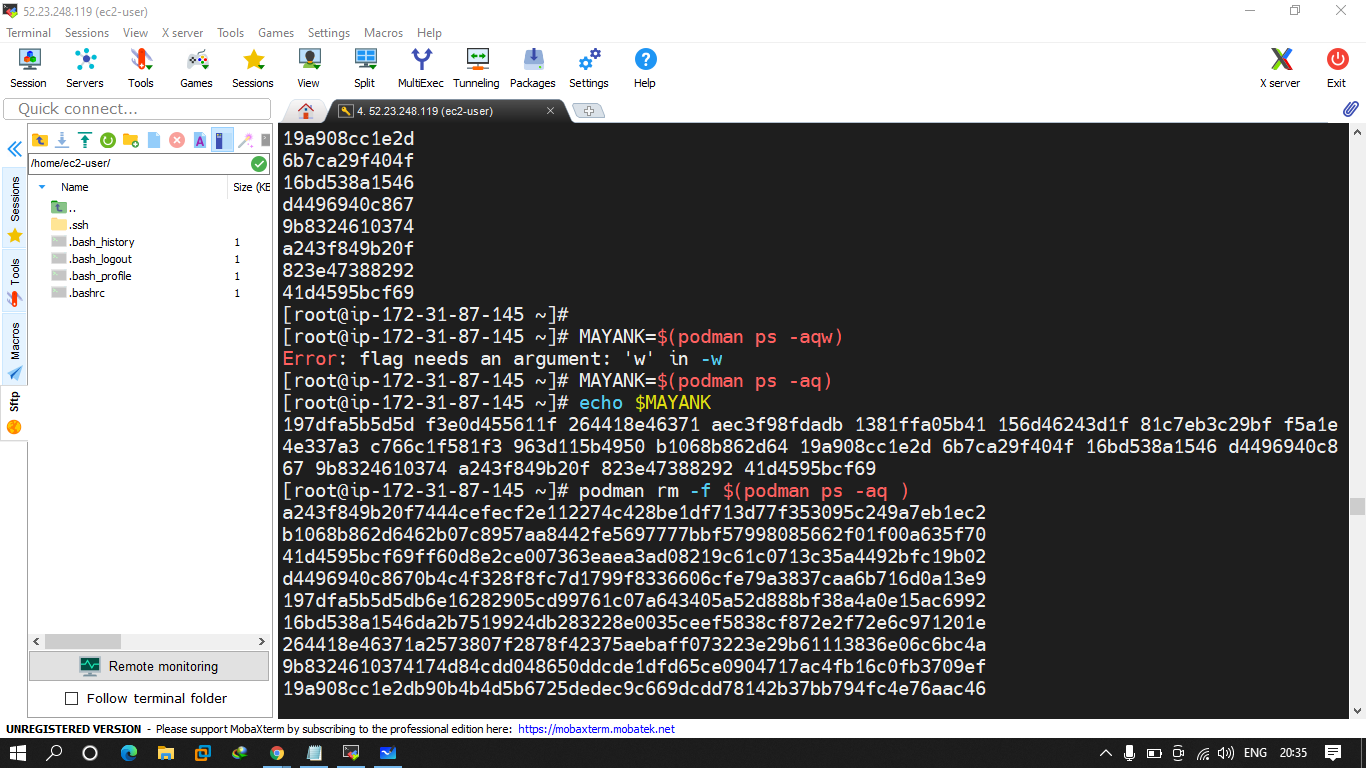 52.23.248.119 (ec2-user)
Terminal Sessions View X server Tools Games Settings Macros Help
Session Servers Tools Games Sessions View Split MultiExec Tunneling Packages Settings Help X server Exit
Quick connect...
4. 52.23.248.119 (ec2-user)
/home/ec2-user/
Name Size (KB
..
.ssh
.bash_history 1
.bash_logout 1
.bash_profile 1
.bashrc 1
Sessions
Tools
Macros
Sftp
19a908cc1e2d
6b7ca29f404f
16bd538a1546
d4496940c867
9b8324610374
a243f849b20f
823e47388292
41d4595bcf69
[root@ip-172-31-87-145 ~]#
[root@ip-172-31-87-145 ~]# MAYANK=$(podman ps -aqw)
Error: flag needs an argument: 'w' in -w
[root@ip-172-31-87-145 ~]# MAYANK=$(podman ps -aq)
[root@ip-172-31-87-145 ~]# echo $MAYANK
197dfa5b5d5d f3e0d455611f 264418e46371 aec3f98fdadb 1381ffa05b41 156d46243d1f 81c7eb3c29bf f5a1e
4e337a3 c766c1f581f3 963d115b4950 b1068b862d64 19a908cc1e2d 6b7ca29f404f 16bd538a1546 d4496940c8
67 9b8324610374 a243f849b20f 823e47388292 41d4595bcf69
[root@ip-172-31-87-145 ~]# podman rm -f $(podman ps -aq )
a243f849b20f7444cefecf2e112274c428be1df713d77f353095c249a7eb1ec2
b1068b862d6462b07c8957aa8442fe5697777bbf57998085662f01f00a635f70
41d4595bcf69ff60d8e2ce007363eaea3ad08219c61c0713c35a4492bfc19b02
d4496940c8670b4c4f328f8fc7d1799f8336606cfe79a3837caa6b716d0a13e9
197dfa5b5d5db6e16282905cd99761c07a643405a52d888bf38a4a0e15ac6992
16bd538a1546da2b7519924db283228e0035ceef5838cf872e2f72e6c971201e
264418e46371a2573807f2878f42375aebaff073223e29b61113836e06c6bc4a
9b8324610374174d84cdd048650ddcde1dfd65ce0904717ac4fb16c0fb3709ef
19a908cc1e2db90b4b4d5b6725dedec9c669dcdd78142b37bb794fc4e76aac46
Remote monitoring
Follow terminal folder
UNREGISTERED VERSION - Please support MobaXterm by subscribing to the professional edition here: https://mobaxterm.mobatek.net
ENG 20:35